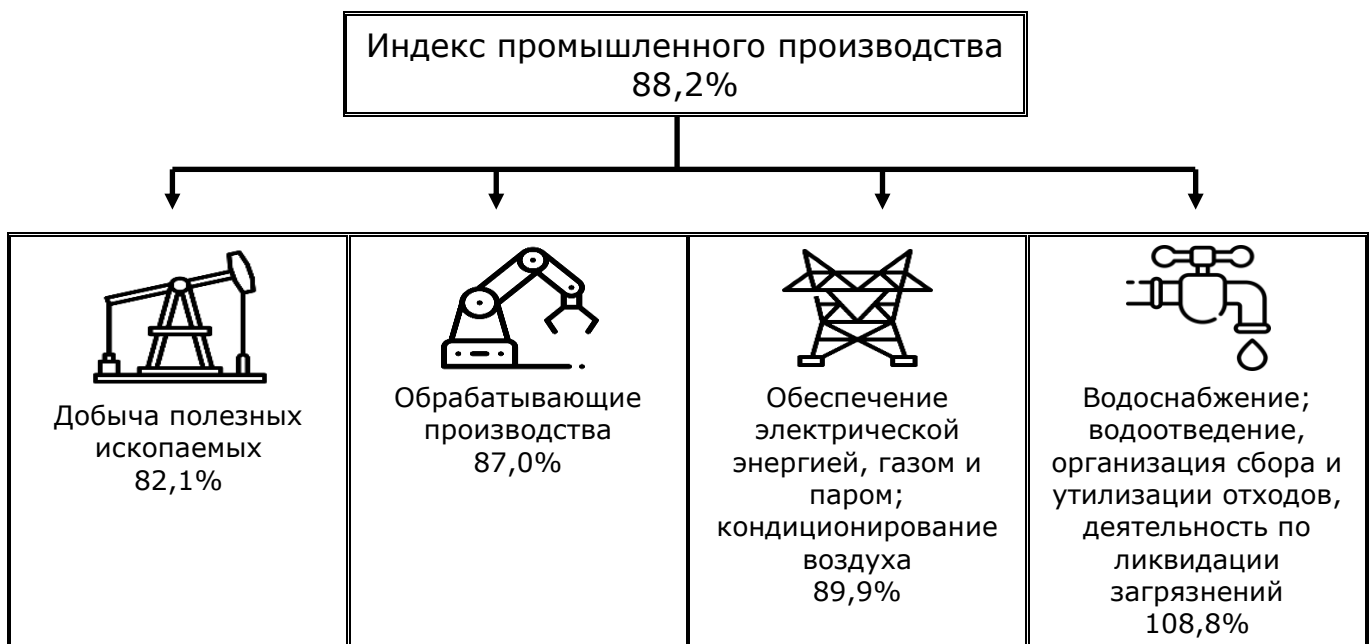 Индекс промышленного производства
88,2%
Добыча полезных
ископаемых
82,1%
Обрабатывающие
производства
87,0%
Обеспечение
электрической
энергией, газом и
паром;
кондиционирование
воздуха
89,9%
Водоснабжение;
водоотведение,
организация сбора и
утилизации отходов,
деятельность по
ликвидации
загрязнений
108,8%